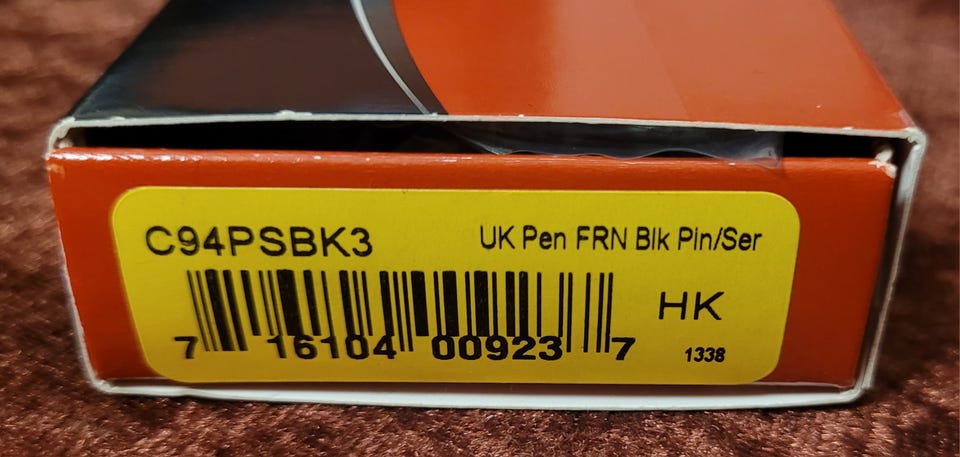 C94PSBK3 UK Pen FRN Blk Pin/Ser
HK
7 16104 00923 7 1338